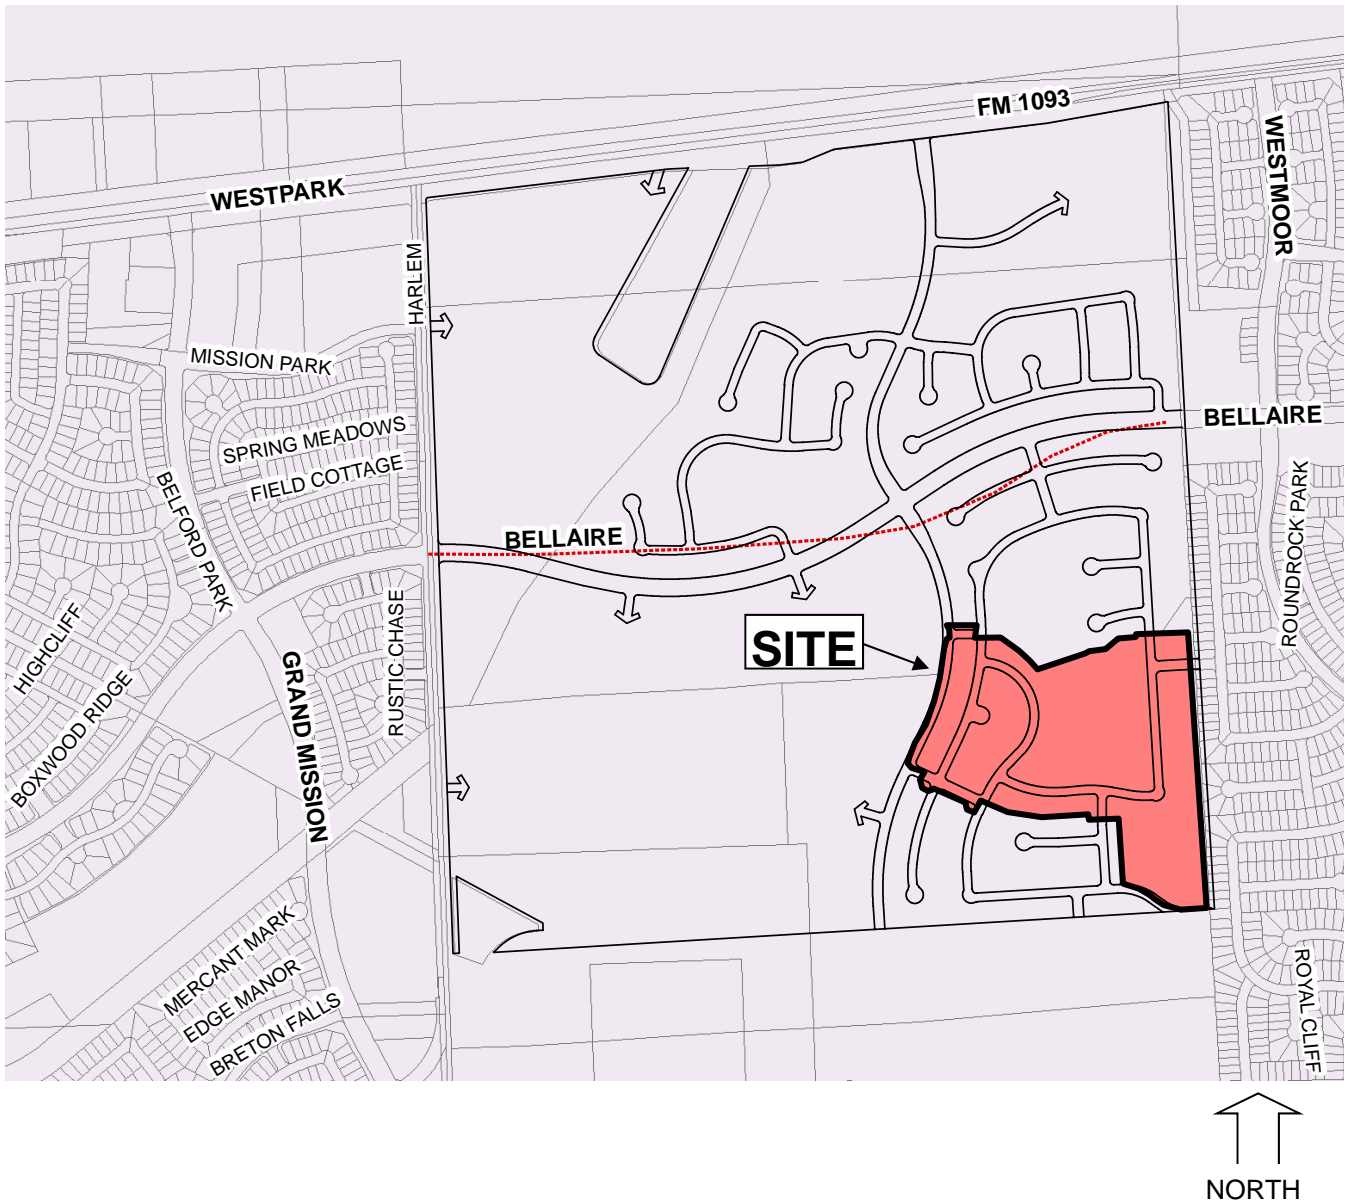 FM 1093
WESTPARK
WESTMOOR
HARLEM
MISSION PARK
BELLAIRE
SPRING MEADOWS
FIELD COTTAGE
BELFORD PARK
BELLAIRE
ROUNDROCK PARK
HIGHCLIFF
RUSTIC CHASE
SITE
GRAND MISSION
BOXWOOD RIDGE
MERCANT MARK
EDGE MANOR
BRETON FALLS
ROYAL CLIFF
NORTH